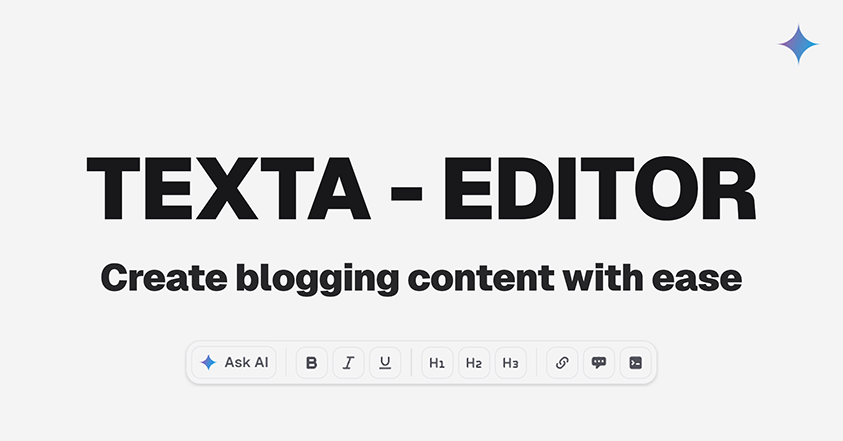 TEXTA - EDITOR
Create blogging content with ease
Ask AI B I U H1 H2 H3